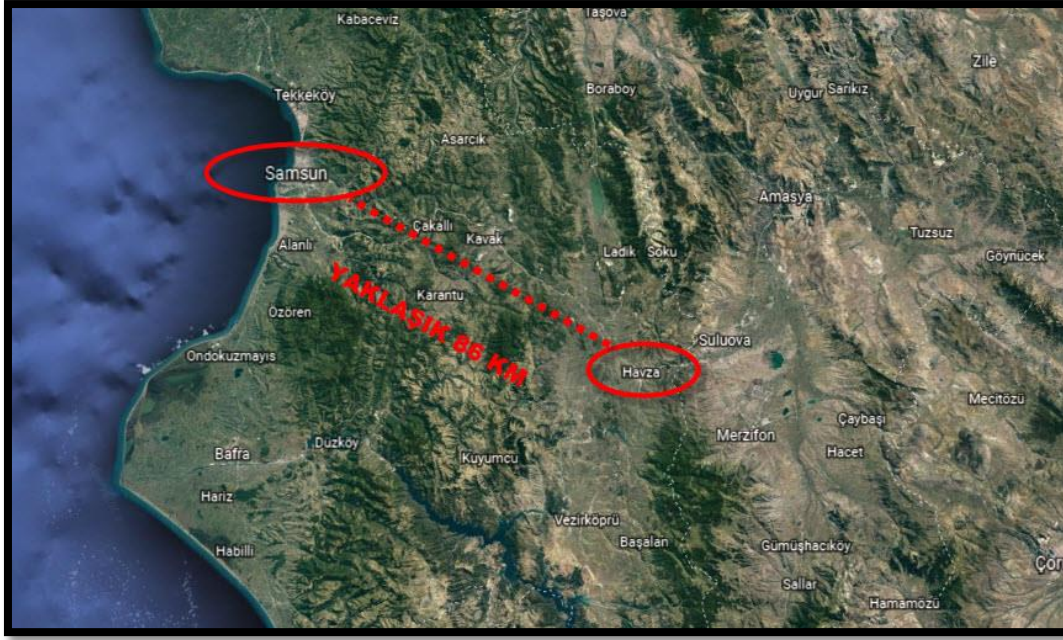 Kabaceviz
Taşova
Zile
Tekkeköy
Boraboy
Uygur
Sarıkız
Asarcık
Samsun
Amasya
Çakallı
Kavak
Tuzsuz
Alanlı
Ladik
Soku
Göynücek
YAKLAŞIK 86 KM
Karantu
Özören
Suluova
Ondokuzmayıs
Havza
Mecitözü
Çaybaşı
Merzifon
Düzköy
Bafra
Kuyumcu
Hacet
Hariz
Vezirköprü
Başalan
Habilli
Gümüşhacıköy
Çor
Sallar
Hamamözü